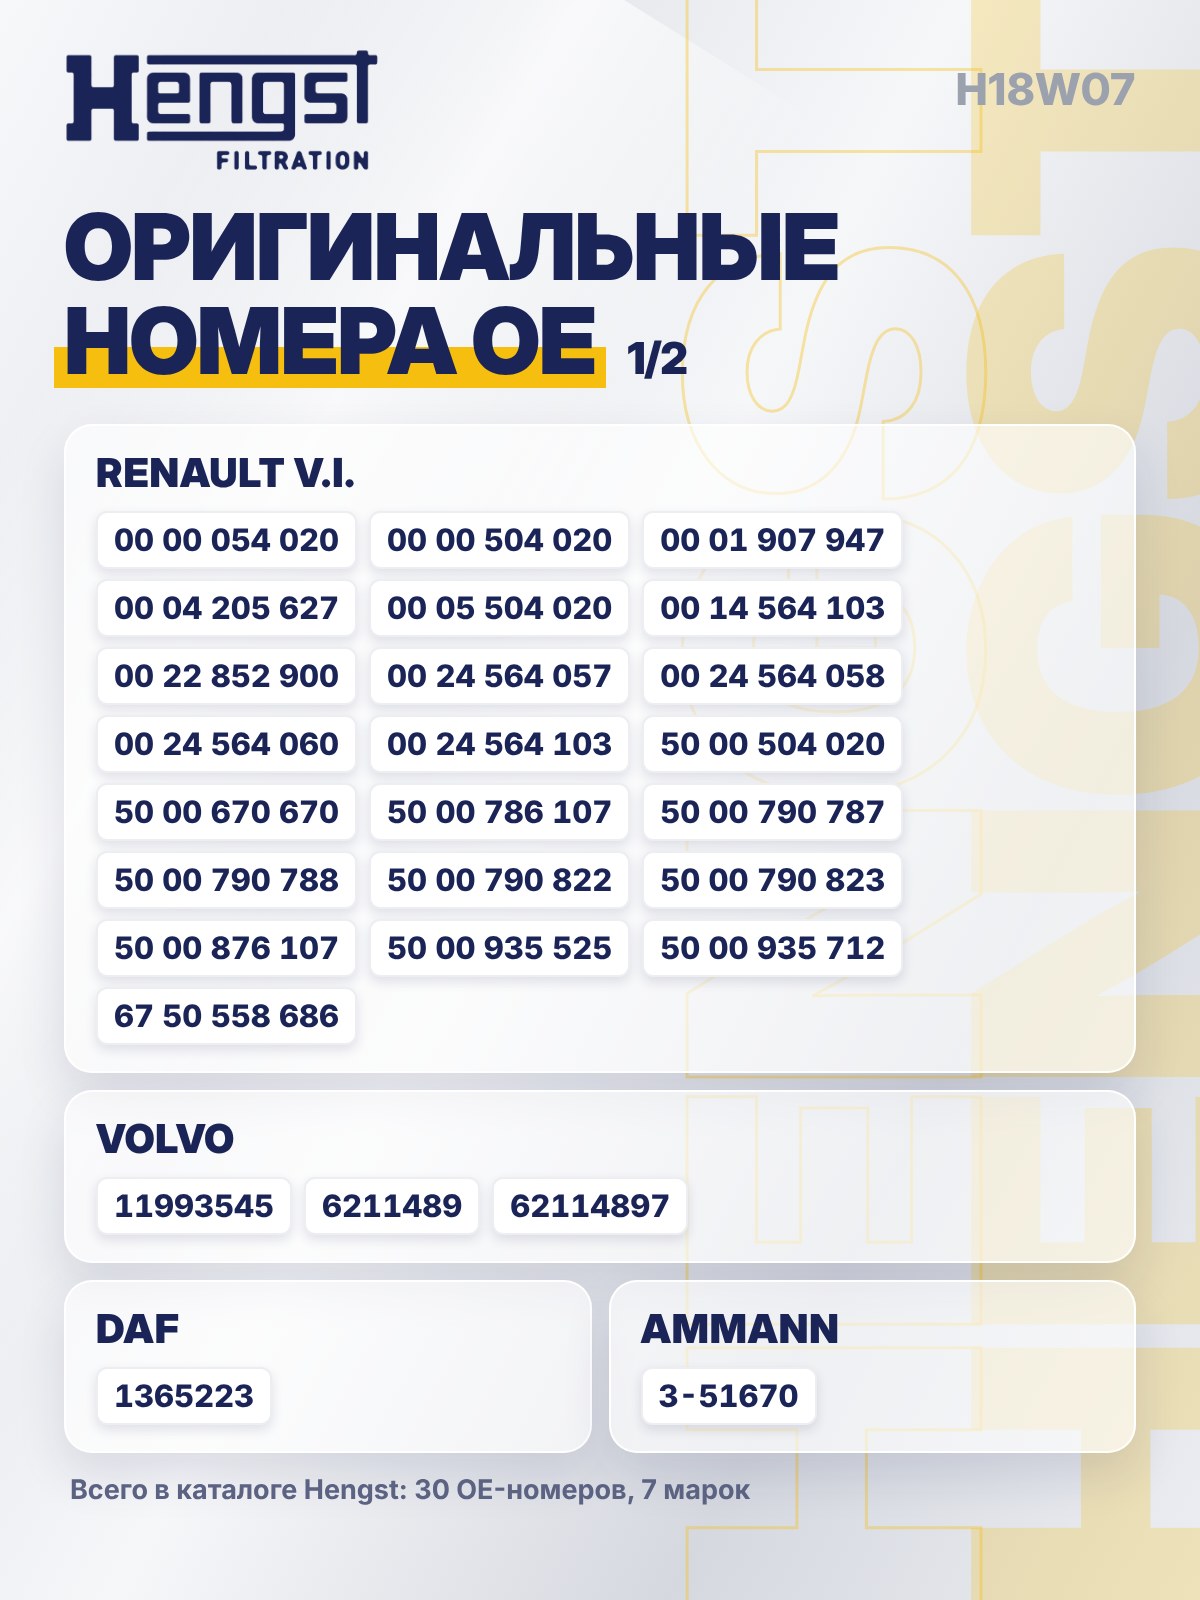 Hengst
FILTRATION
H18W07
ОРИГИНАЛЬНЫЕ
НОМЕРА OE 1/2
RENAULT V.I.
00 00 054 020 00 00 504 020 00 01 907 947
00 04 205 627 00 05 504 020 00 14 564 103
00 22 852 900 00 24 564 057 00 24 564 058
00 24 564 060 00 24 564 103 50 00 504 020
50 00 670 670 50 00 786 107 50 00 790 787
50 00 790 788 50 00 790 822 50 00 790 823
50 00 876 107 50 00 935 525 50 00 935 712
67 50 558 686
VOLVO
11993545 6211489 62114897
DAF
1365223
AMMANN
3-51670
Всего в каталоге Hengst: 30 OE-номеров, 7 марок
HENGST
HENGST